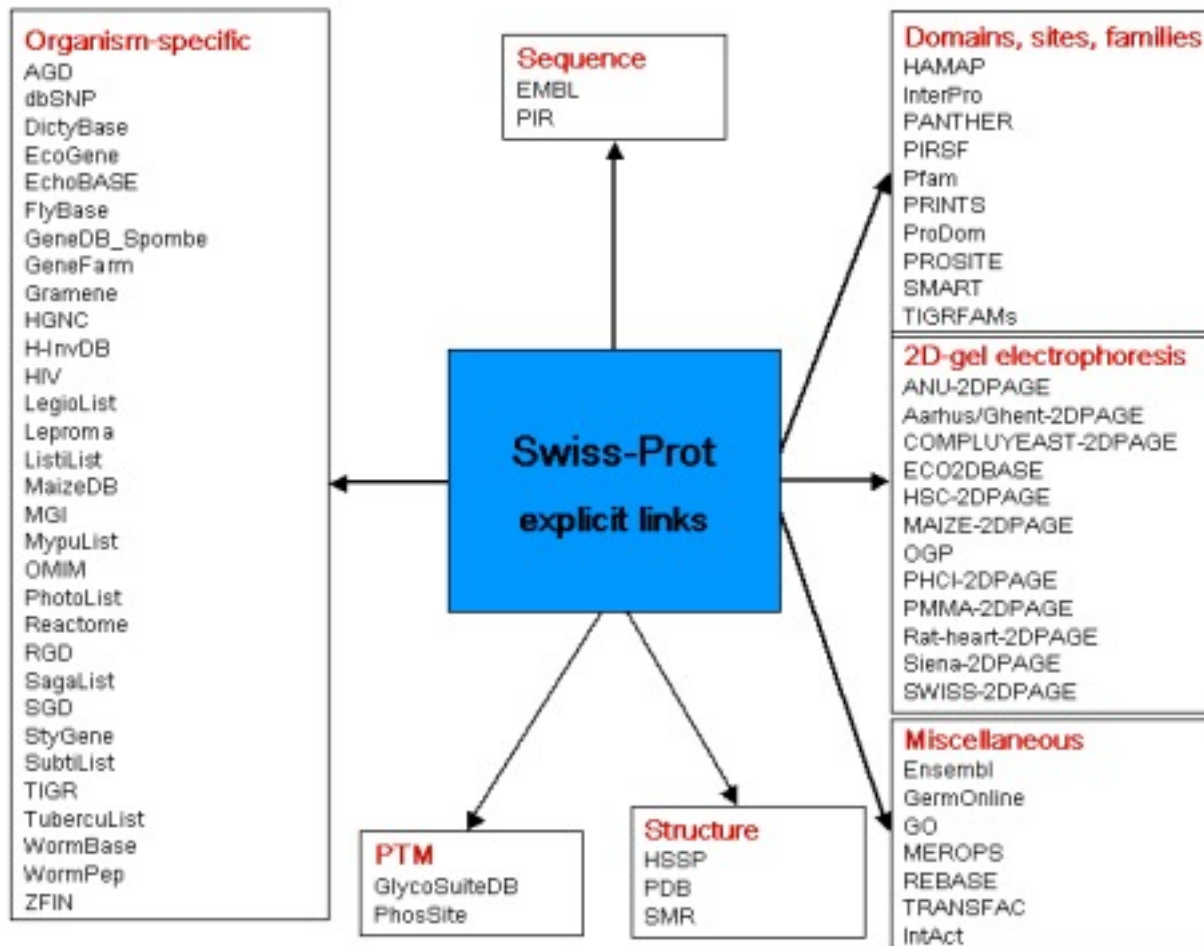 Organism-specific
AGD
dbSNP
DictyBase
EcoGene
EchoBASE
FlyBase
GeneDB_Spombe
GeneFarm
Gramene
HGNC
H-InvDB
HIV
LegioList
Leproma
ListiList
MaizeDB
MGI
MypuList
OMIM
PhotoList
Reactome
RGD
SagaList
SGD
StyGene
SubtiList
TIGR
TubercuList
WormBase
WormPep
ZFIN
Sequence
EMBL
PIR
Swiss-Prot
explicit links
PTM
GlycoSuiteDB
PhosSite
Structure
HSSP
PDB
SMR
Domains, sites, families
HAMAP
InterPro
PANTHER
PIRSF
Pfam
PRINTS
ProDom
PROSITE
SMART
TIGRFAMs
2D-gel electrophoresis
ANU-2DPAGE
Aarhus/Ghent-2DPAGE
COMPLUYEAST-2DPAGE
ECO2DBASE
HSC-2DPAGE
MAIZE-2DPAGE
OGP
PHCI-2DPAGE
PMMA-2DPAGE
Rat-heart-2DPAGE
Siena-2DPAGE
SWISS-2DPAGE
Miscellaneous
Ensembl
GermOnline
GO
MEROPS
REBASE
TRANSFAC
IntAct